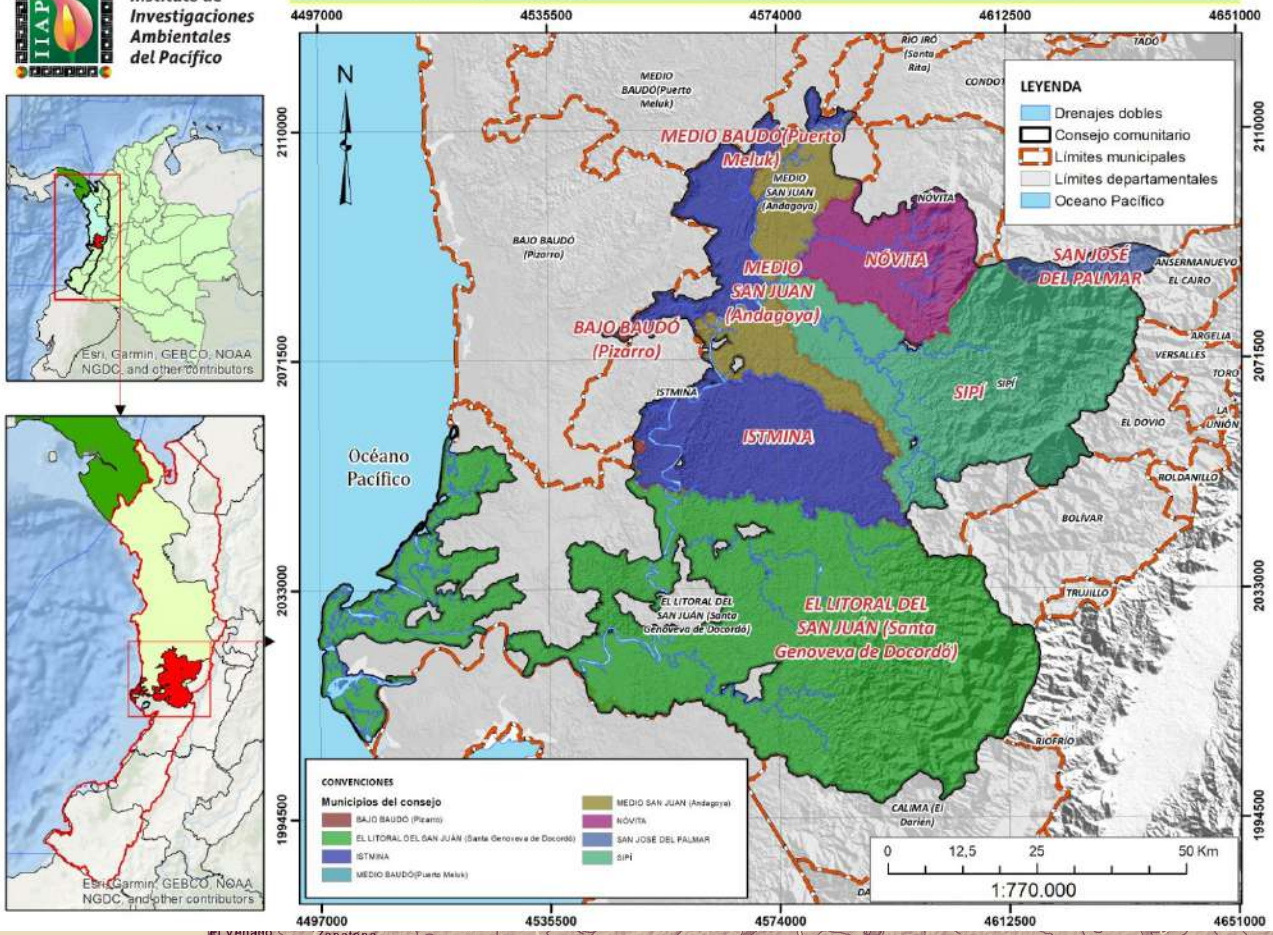 IIAP
Instituto de
Investigaciones
Ambientales
del Pacífico
4497000
4535500
4574000
4612500
4651000
2110000
2071500
2033000
1994500
2110000
2071500
2033000
1994500
4497000
4535500
4574000
4612500
4651000
N
Esri, Garmin, GEBCO, NOAA
NGDC, and other contributors
Esri, Garmin, GEBCO, NOAA
NGDC, and other contributors
Océano
Pacífico
RIO IRÓ
(Santa
Rita)
TADÓ
CONDOT
MEDIO
BAUDÓ(Puerto
Meluk)
MEDIO BAUDÓ(Puerto
Meluk)
MEDIO
SAN JUAN
(Andagoya)
NÓVITA
BAJO BAUDÓ
(Pizarro)
NÓVITA
SAN JOSÉ
DEL PALMAR
ANSERMANUEVO
EL CAIRO
MEDIO
SAN JUAN
(Andagoya)
BAJO BAUDÓ
(Pizarro)
ARGELIA
VERSALLES
TORO
ISTMINA
SIPÍ
SIPÍ
LA
UNIÓN
EL DOVIO
ISTMINA
ROLDANILLO
BOLÍVAR
TRUJILLO
EL LITORAL DEL
SAN JUAN (Santa
Genoveva de Docordó)
EL LITORAL DEL
SAN JUAN (Santa
Genoveva de Docordó)
RIOFRÍO
CALIMA (El
Darién)
DA
LEYENDA
Drenajes dobles
Consejo comunitario
Límites municipales
Límites departamentales
Oceano Pacífico
CONVENCIONES
Municipios del consejo
BAJO BAUDÓ (Pizarro)
EL LITORAL DEL SAN JUAN (Santa Genoveva de Docordó)
ISTMINA
MEDIO BAUDÓ(Puerto Meluk)
MEDIO SAN JUAN (Andagoya)
NÓVITA
SAN JOSÉ DEL PALMAR
SIPÍ
0 12,5 25 50 Km
1:770.000